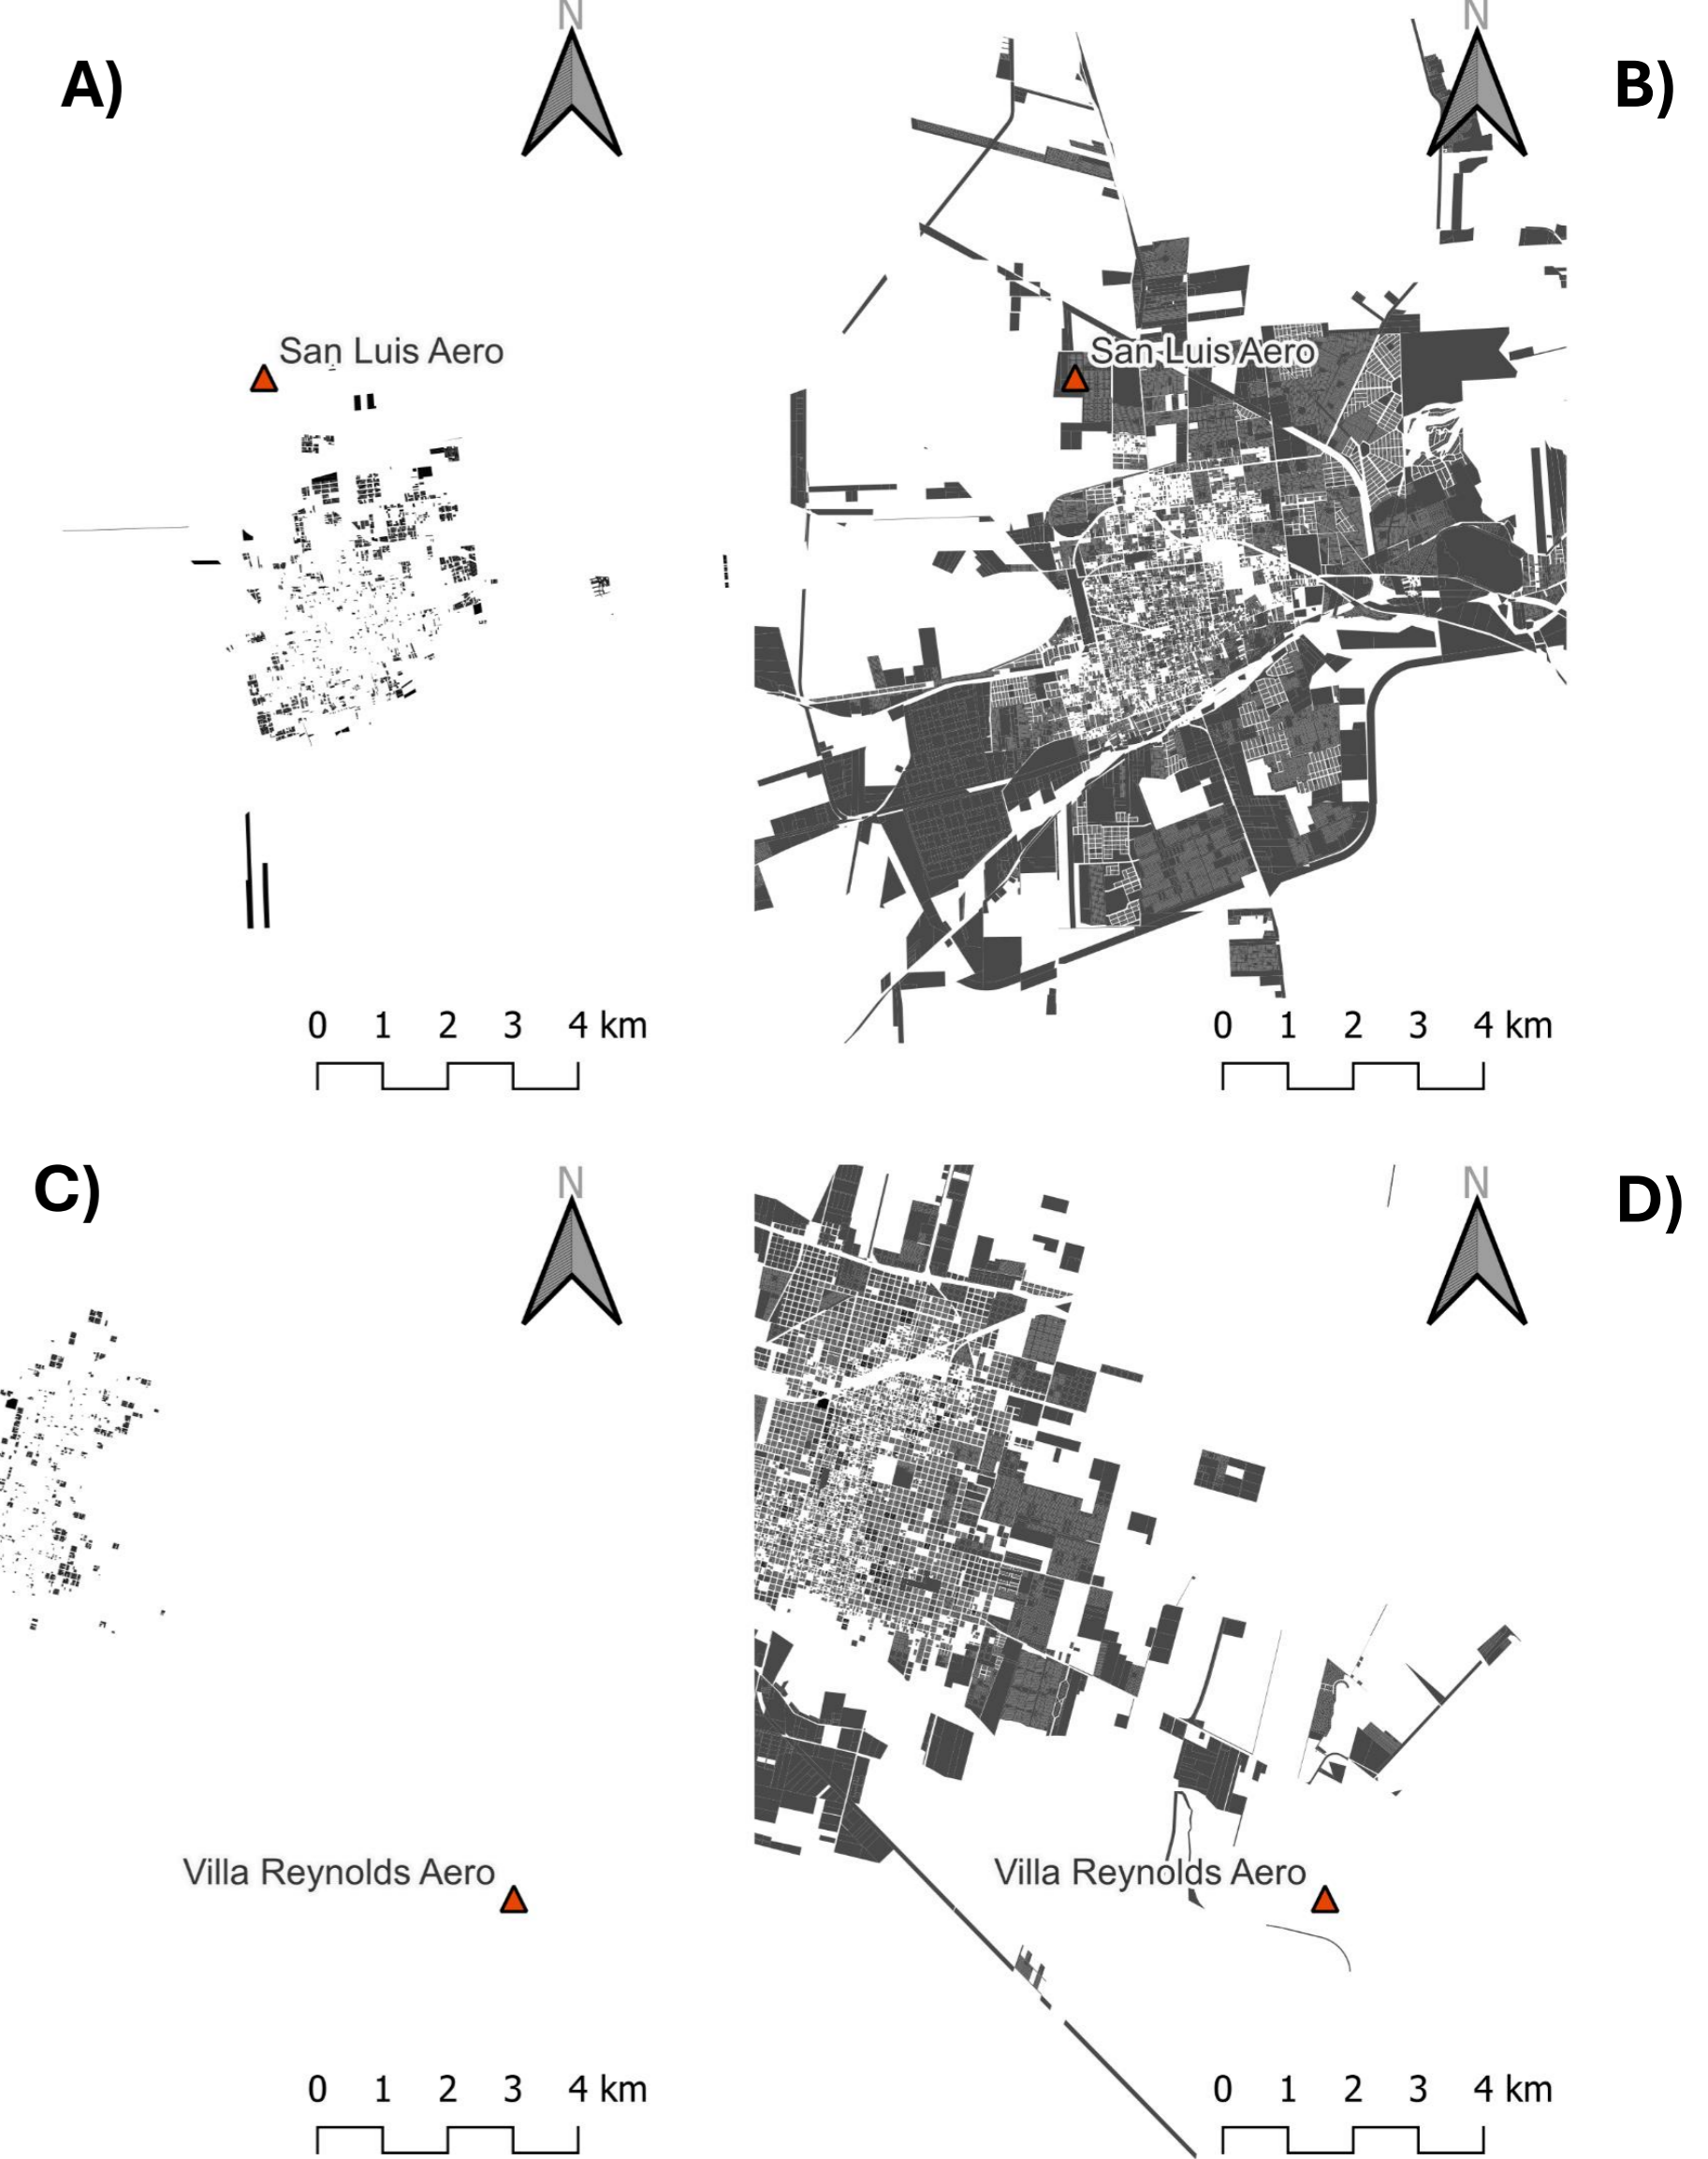 N
N
A)
B)
San Luis Aero
San Luis Aero
0 1 2 3 4 km
0 1 2 3 4 km
C)
N
N
D)
Villa Reynolds Aero
Villa Reynolds Aero
0 1 2 3 4 km
0 1 2 3 4 km